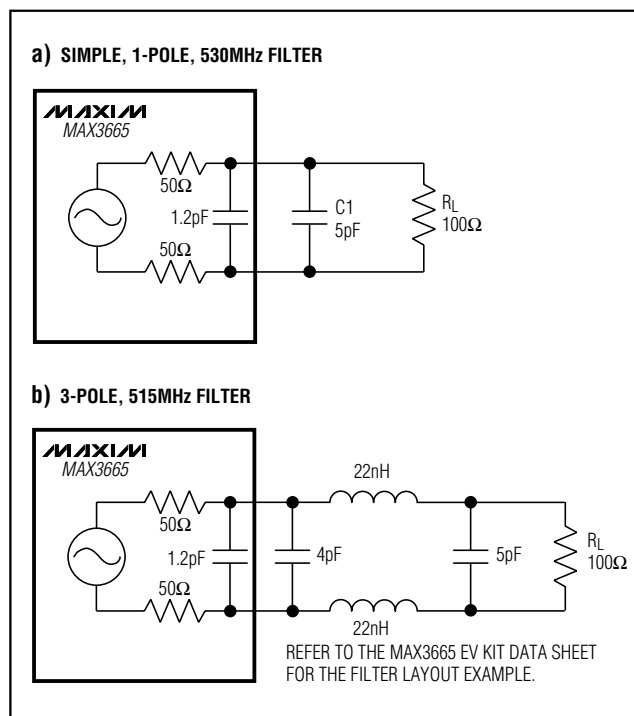 a) SIMPLE, 1-POLE, 530MHz FILTER
MAXIM
MAX3665
50Ω
1.2pF
50Ω
C1
5pF
RL
100Ω
b) 3-POLE, 515MHz FILTER
MAXIM
MAX3665
50Ω
1.2pF
50Ω
4pF
22nH
22nH
5pF
RL
100Ω
REFER TO THE MAX3665 EV KIT DATA SHEET
FOR THE FILTER LAYOUT EXAMPLE.